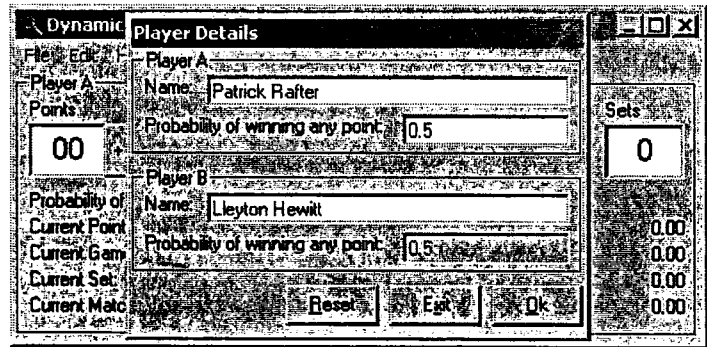 Dynamic
Player Details
File Edit H
Player A
Points
00
Probability of
Current Point
Current Gam
Current Set
Current Matc
Player A
Name: Patrick Rafter
Probability of winning any point: 0.5
Player B
Name: Lleyton Hewitt
Probability of winning any point: 0.5
Reset Exit Ok
Sets
0
0.00
0.00
0.00
0.00